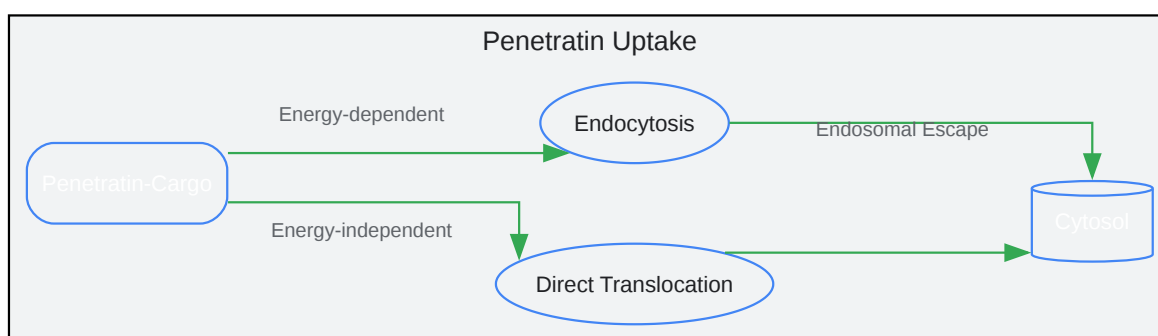 Penetratin Uptake
Energy-dependent
Endocytosis
Endosomal Escape
Penetratin-Cargo
Cytosol
Energy-independent
Direct Translocation